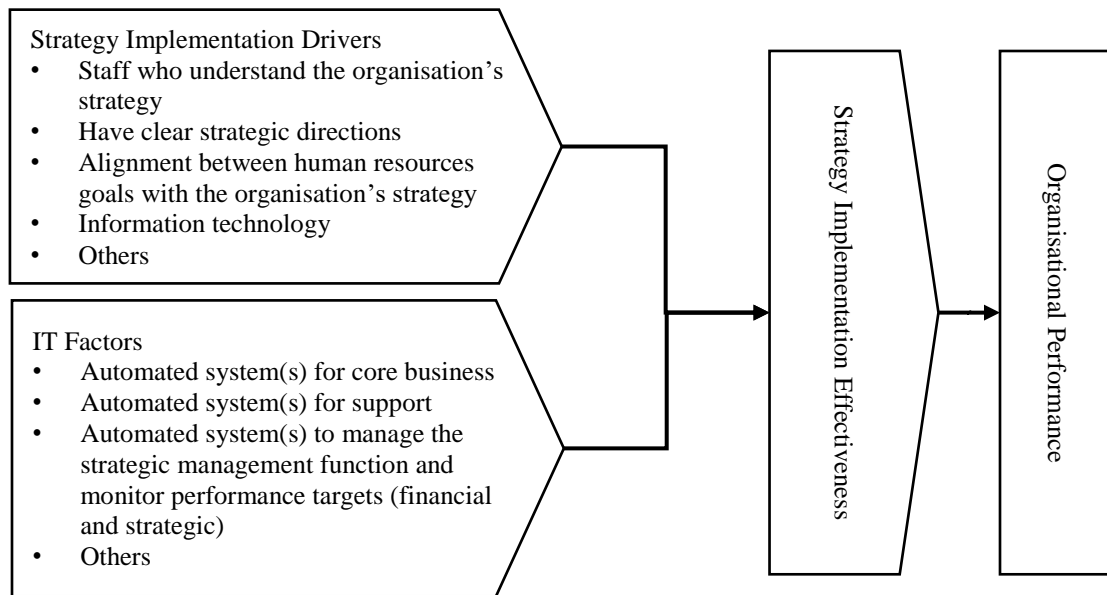 Strategy Implementation Drivers
• Staff who understand the organisation's
strategy
• Have clear strategic directions
• Alignment between human resources
goals with the organisation's strategy
• Information technology
• Others
IT Factors
• Automated system(s) for core business
• Automated system(s) for support
• Automated system(s) to manage the
strategic management function and
monitor performance targets (financial
and strategic)
• Others
Strategy Implementation Effectiveness
Organisational Performance